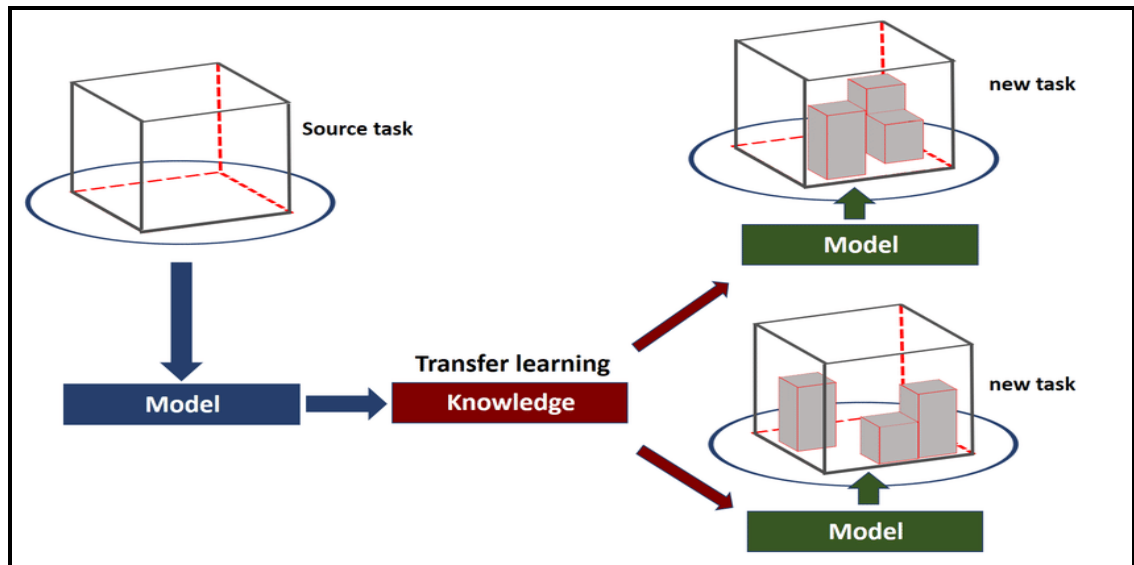 Source task
Model
Transfer learning
Knowledge
new task
Model
new task
Model